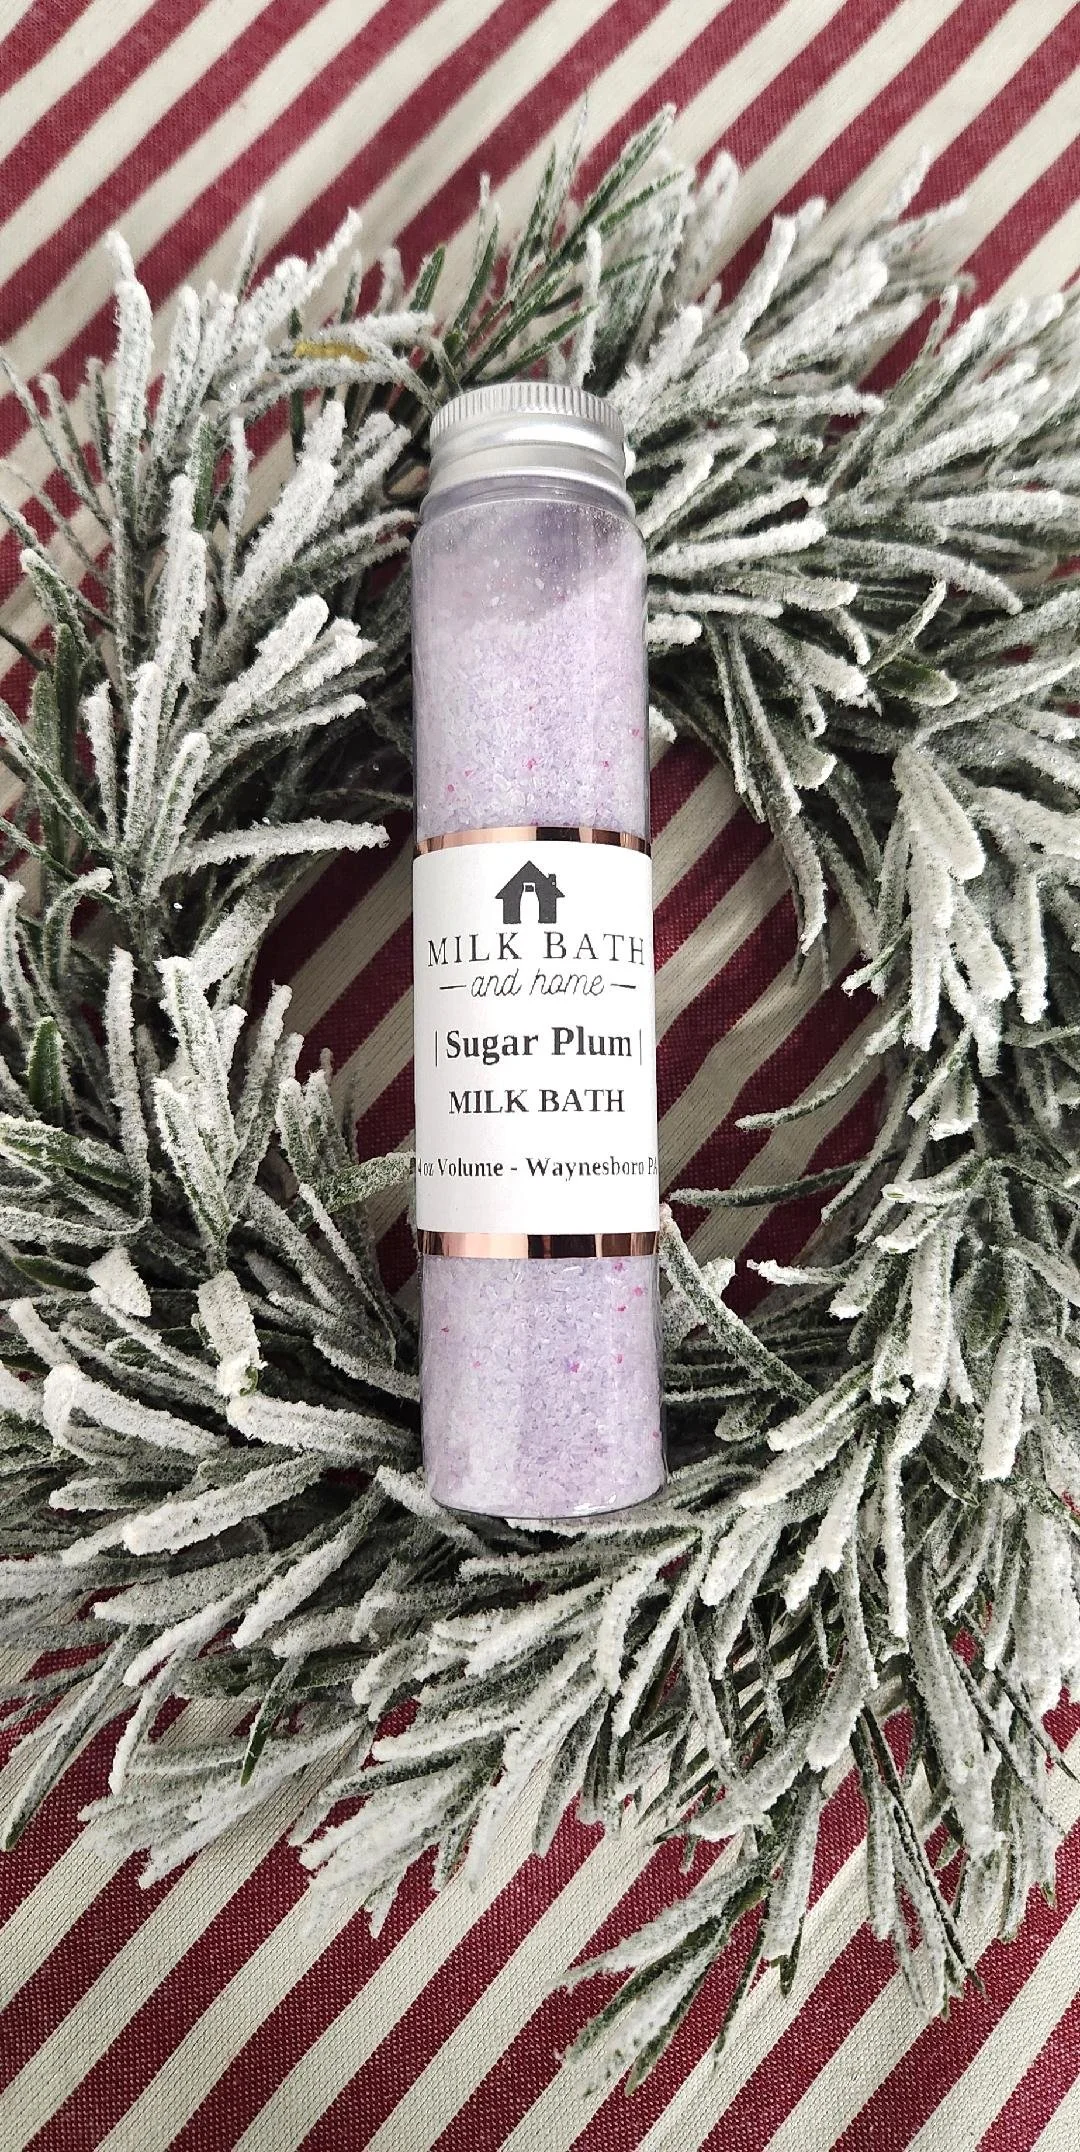 MILK BATH
and home
| Sugar Plum |
MILK BATH
oz Volume - Waynesboro PA